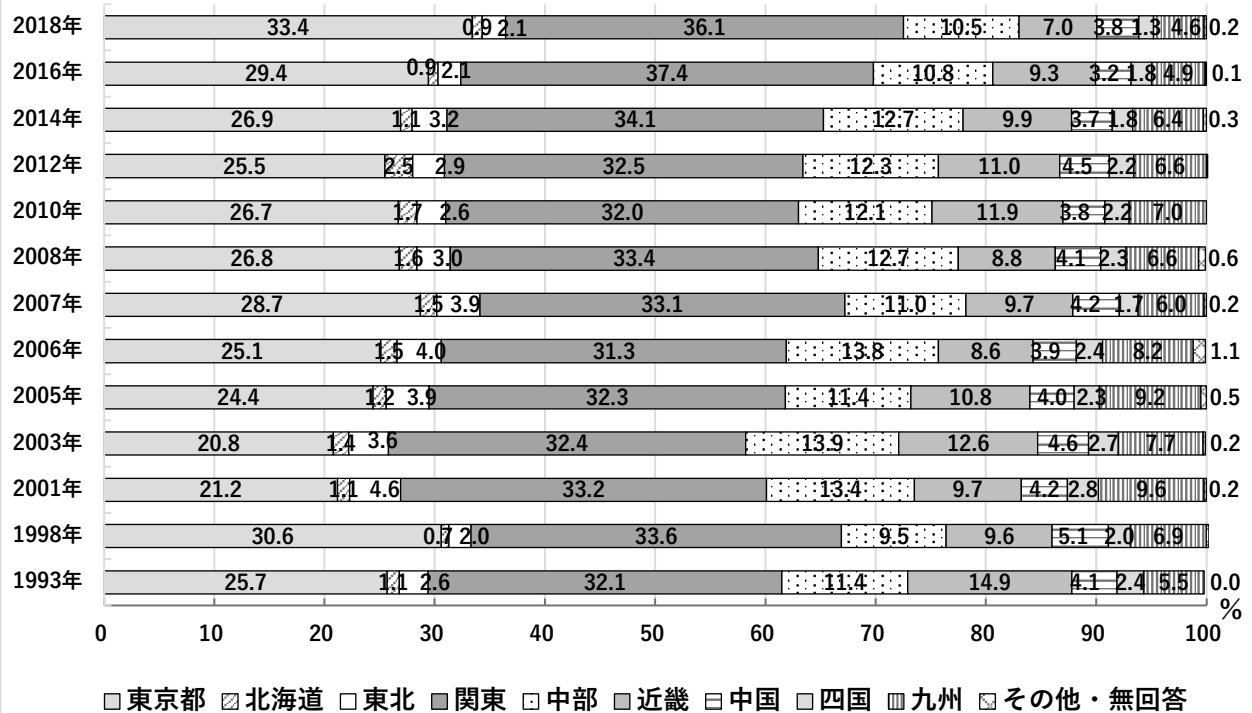 2018年 33.4 0.9 2.1 36.1 10.5 7.0 3.8 1.3 4.6 0.2
2016年 29.4 0.9 2.1 37.4 10.8 9.3 3.2 1.8 4.9 0.1
2014年 26.9 1.1 3.2 34.1 12.7 9.9 3.7 1.8 6.4 0.3
2012年 25.5 2.5 2.9 32.5 12.3 11.0 4.5 2.2 6.6
2010年 26.7 1.7 2.6 32.0 12.1 11.9 3.8 2.2 7.0
2008年 26.8 1.6 3.0 33.4 12.7 8.8 4.1 2.3 6.6 0.6
2007年 28.7 1.5 3.9 33.1 11.0 9.7 4.2 1.7 6.0 0.2
2006年 25.1 1.5 4.0 31.3 13.8 8.6 3.9 2.4 8.2 1.1
2005年 24.4 1.2 3.9 32.3 11.4 10.8 4.0 2.3 9.2 0.5
2003年 20.8 1.4 3.6 32.4 13.9 12.6 4.6 2.7 7.7 0.2
2001年 21.2 1.1 4.6 33.2 13.4 9.7 4.2 2.8 9.6 0.2
1998年 30.6 0.7 2.0 33.6 9.5 9.6 5.1 2.0 6.9
1993年 25.7 1.1 2.6 32.1 11.4 14.9 4.1 2.4 5.5 0.0
%
0 10 20 30 40 50 60 70 80 90 100
東京都 北海道 東北 関東 中部 近畿 中国 四国 九州 その他・無回答